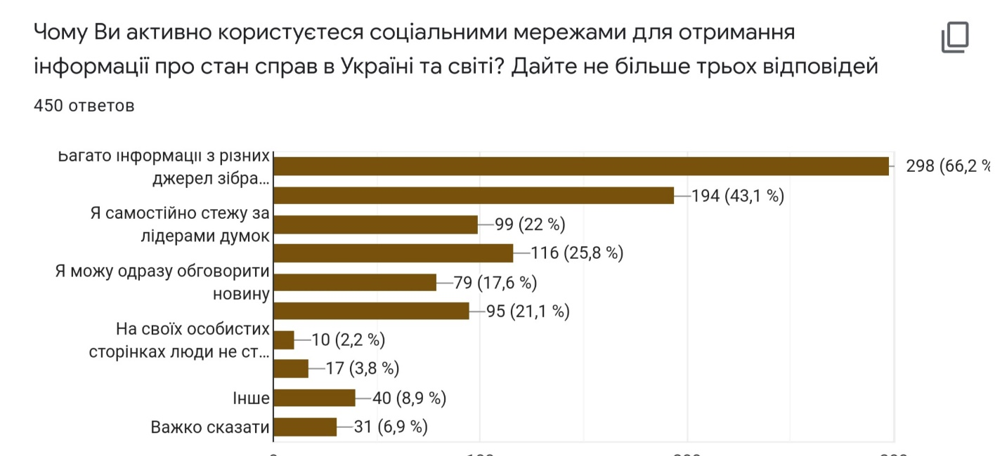 Чому Ви активно користуєтеся соціальними мережами для отримання
інформації про стан справ в Україні та світі? Дайте не більше трьох відповідей
450 ответов
Багато інформації з різних
джерел зібра...
298 (66,2 %
194 (43,1 %)
Я самостійно стежу за
лідерами думок
99 (22 %)
116 (25,8 %)
Я можу одразу обговорити
новину
79 (17,6 %)
95 (21,1 %)
На своїх особистих
сторінках люди не ст...
10 (2,2 %)
17 (3,8 %)
Інше
40 (8,9 %)
Важко сказати
31 (6,9 %)